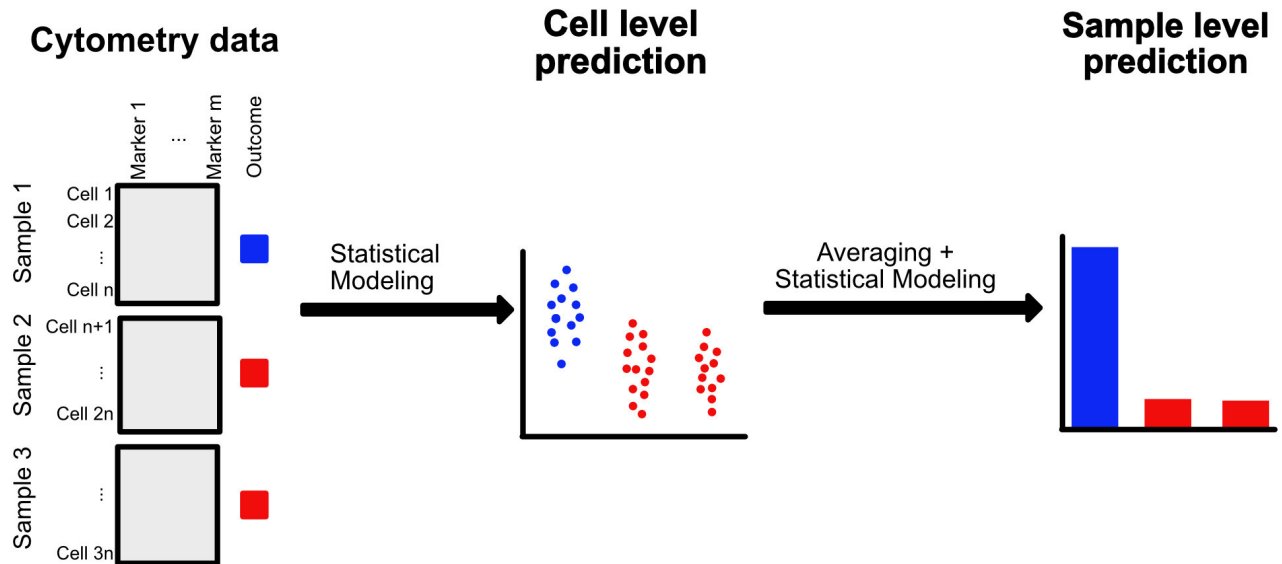 Cytometry data
Cell level
prediction
Sample level
prediction
Marker 1
...
Marker m
Outcome
Sample 1
Cell 1
Cell 2
...
Cell n
Sample 2
Cell n+1
...
Cell 2n
Sample 3
...
Cell 3n
Statistical
Modeling
Averaging +
Statistical Modeling